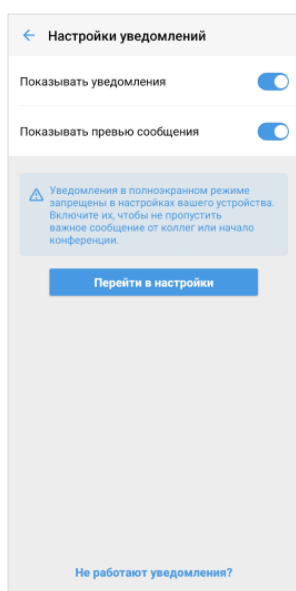 Настройки уведомлений
Показывать уведомления
Показывать превью сообщения
Уведомления в полноэкранном режиме
запрещены в настройках вашего устройства.
Включите их, чтобы не пропустить
важное сообщение от коллег или начало
конференции.
Перейти в настройки
Не работают уведомления?